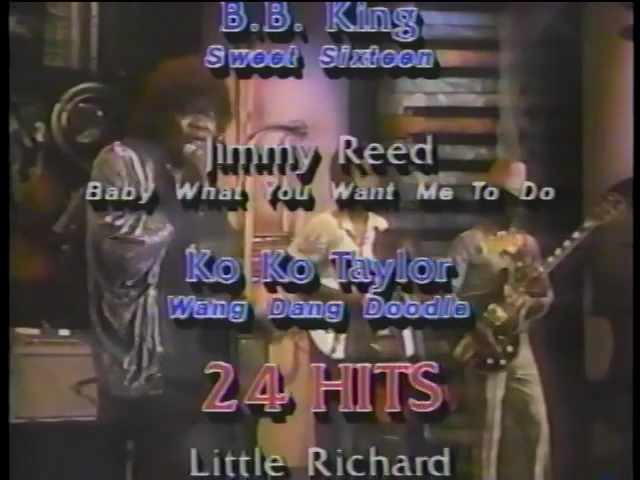 B.B. King
Sweet Sixteen
Jimmy Reed
Baby What You Want Me To Do
Ko Ko Taylor
Wang Dang Doodle
24 HITS
Little Richard